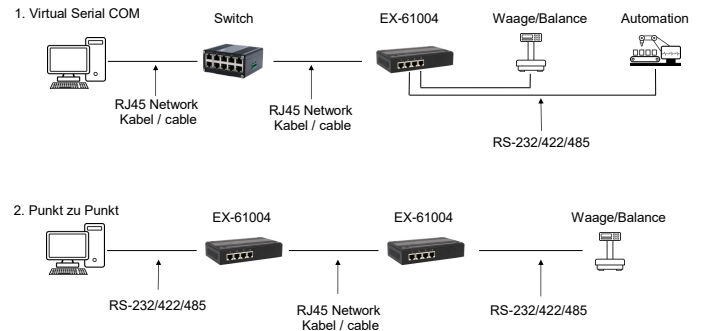 1. Virtual Serial COM
Switch
EX-61004
Waage/Balance
Automation
RJ45 Network
Kabel / cable
RJ45 Network
Kabel / cable
RS-232/422/485
2. Punkt zu Punkt
EX-61004
EX-61004
Waage/Balance
RS-232/422/485
RJ45 Network
Kabel / cable
RS-232/422/485